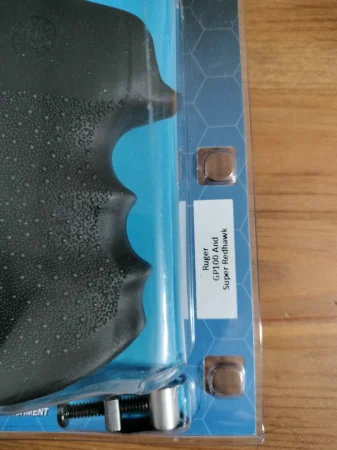 Ruger
GP100 And
Super Redhawk